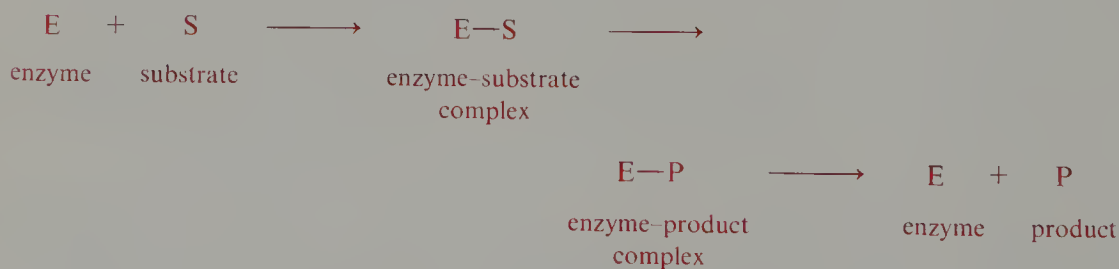 E + S ⟶ E—S ⟶
enzyme substrate enzyme–substrate
complex
E—P ⟶ E + P
enzyme–product enzyme product
complex